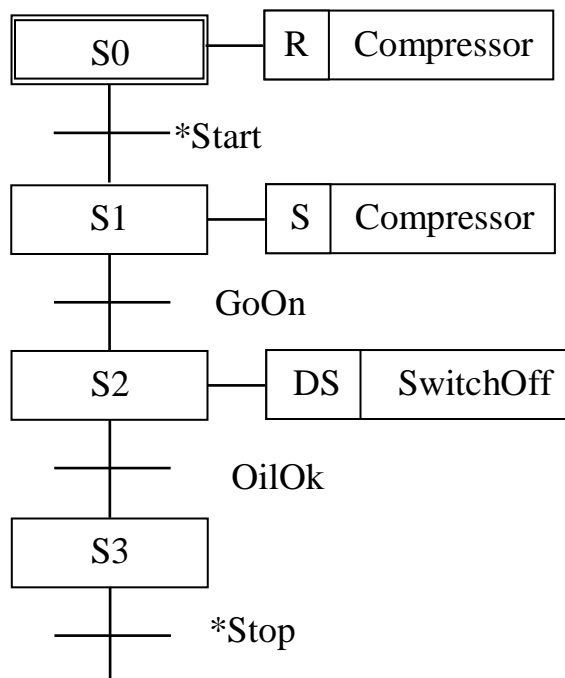 S0 R Compressor
*Start
S1 S Compressor
GoOn
S2 DS SwitchOff
OilOk
S3
*Stop